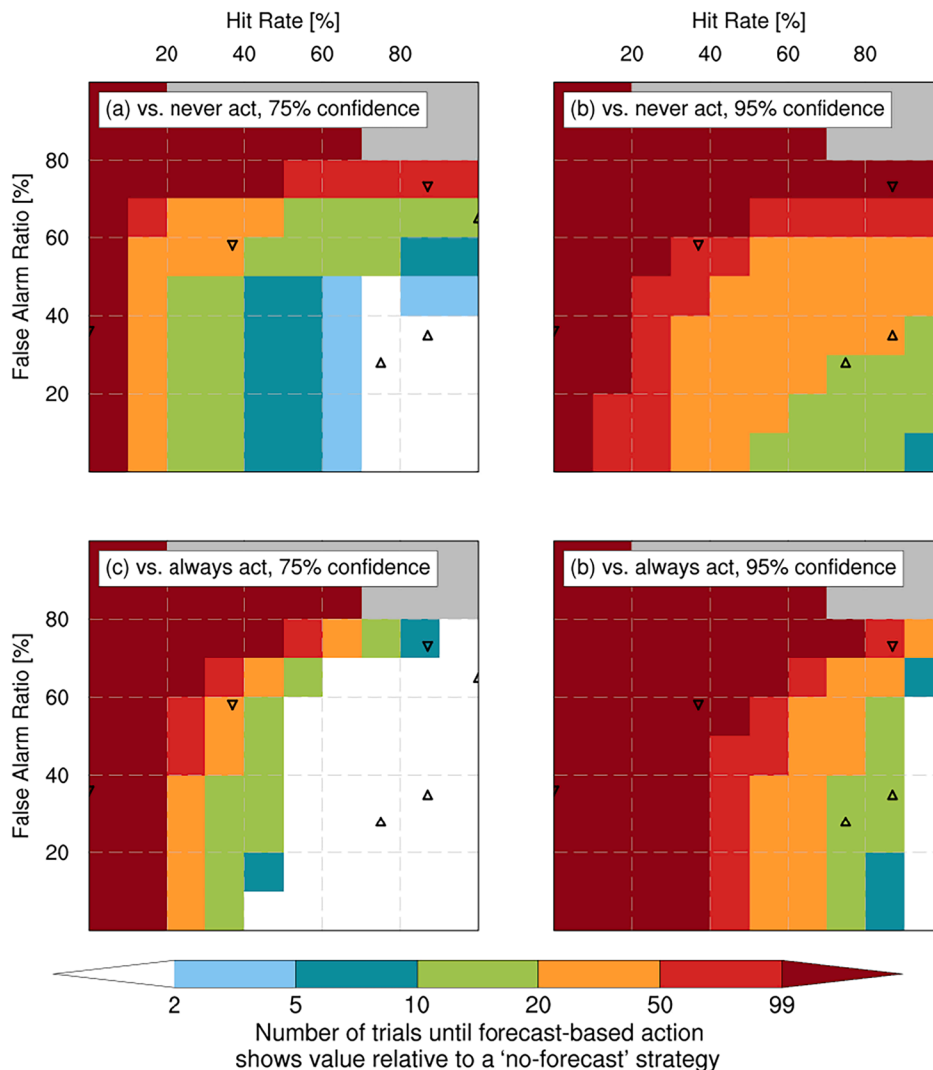 Hit Rate [%]
Hit Rate [%]
20 40 60 80
20 40 60 80
(a) vs. never act, 75% confidence
(b) vs. never act, 95% confidence
False Alarm Ratio [%]
80
60
40
20
(c) vs. always act, 75% confidence
(b) vs. always act, 95% confidence
False Alarm Ratio [%]
80
60
40
20
2 5 10 20 50 99
Number of trials until forecast-based action
shows value relative to a ‘no-forecast’ strategy